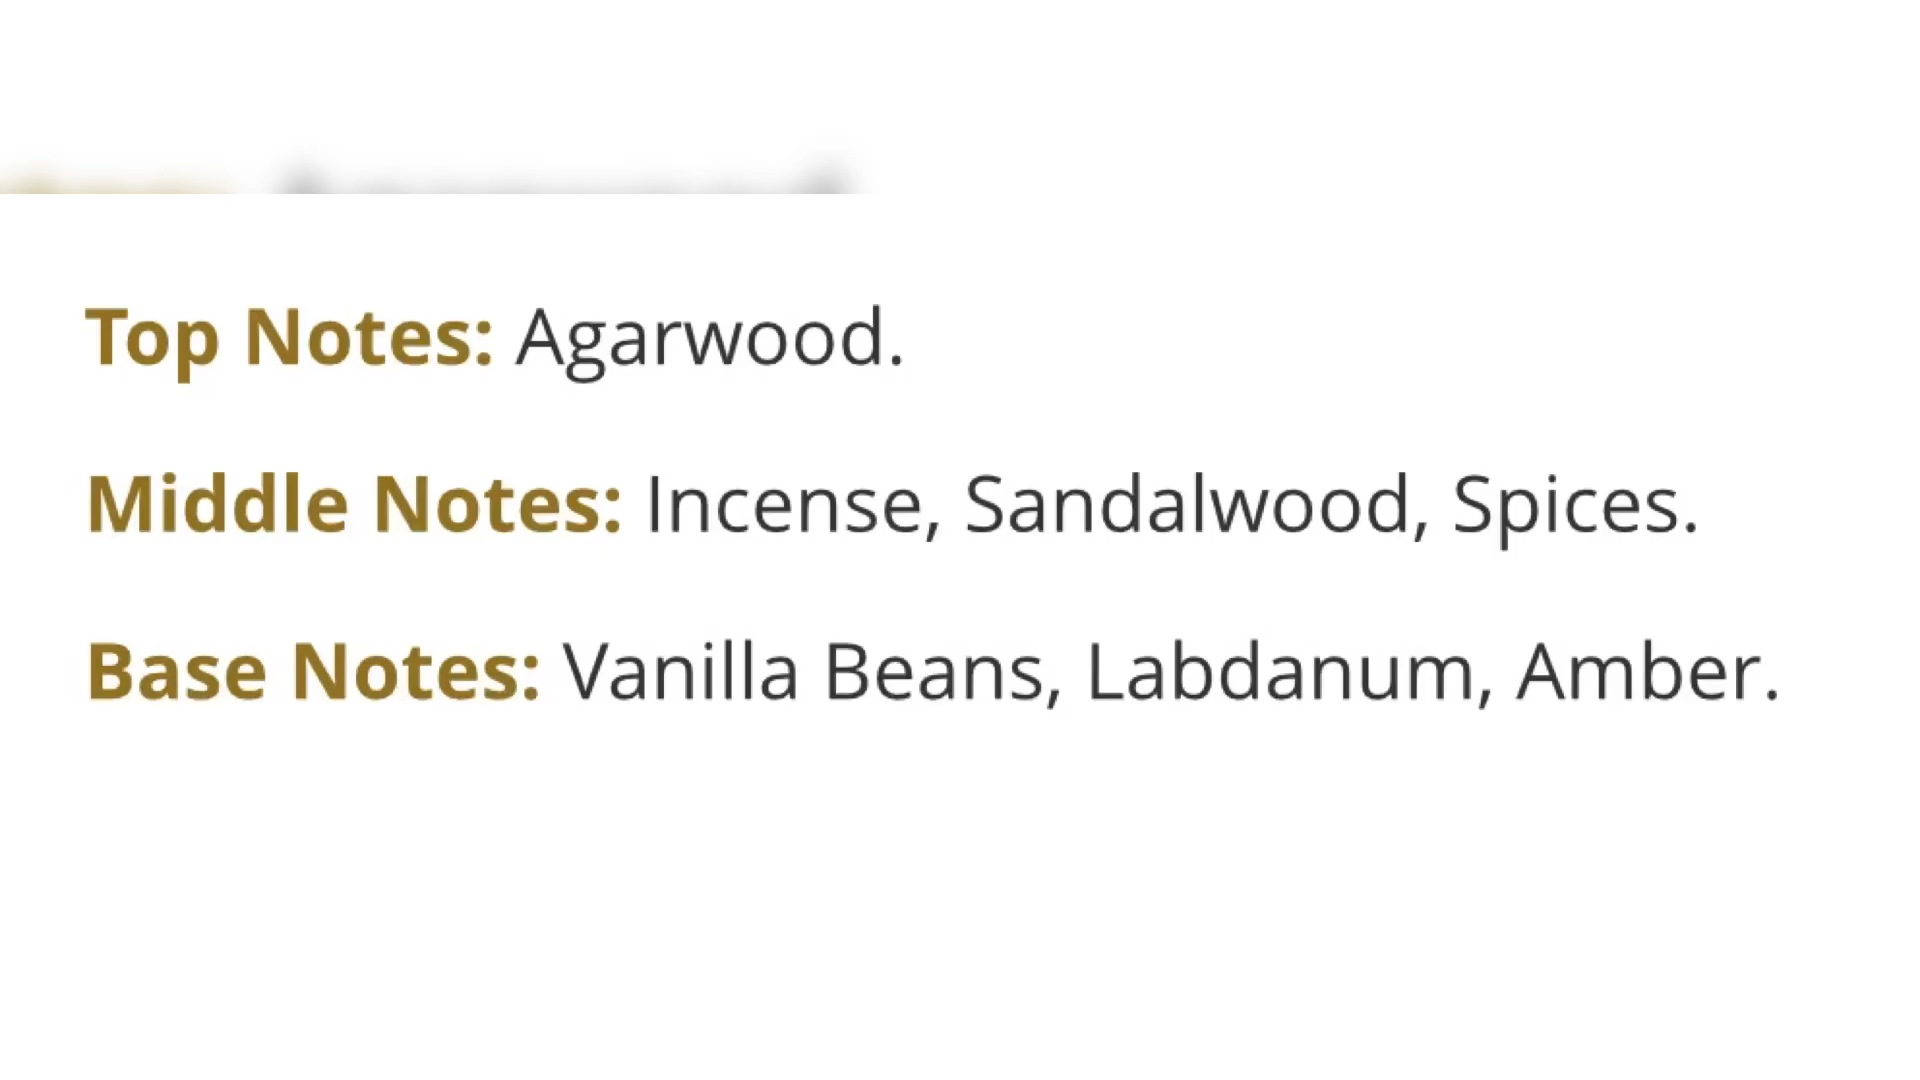 Top Notes: Agarwood.
Middle Notes: Incense, Sandalwood, Spices.
Base Notes: Vanilla Beans, Labdanum, Amber.